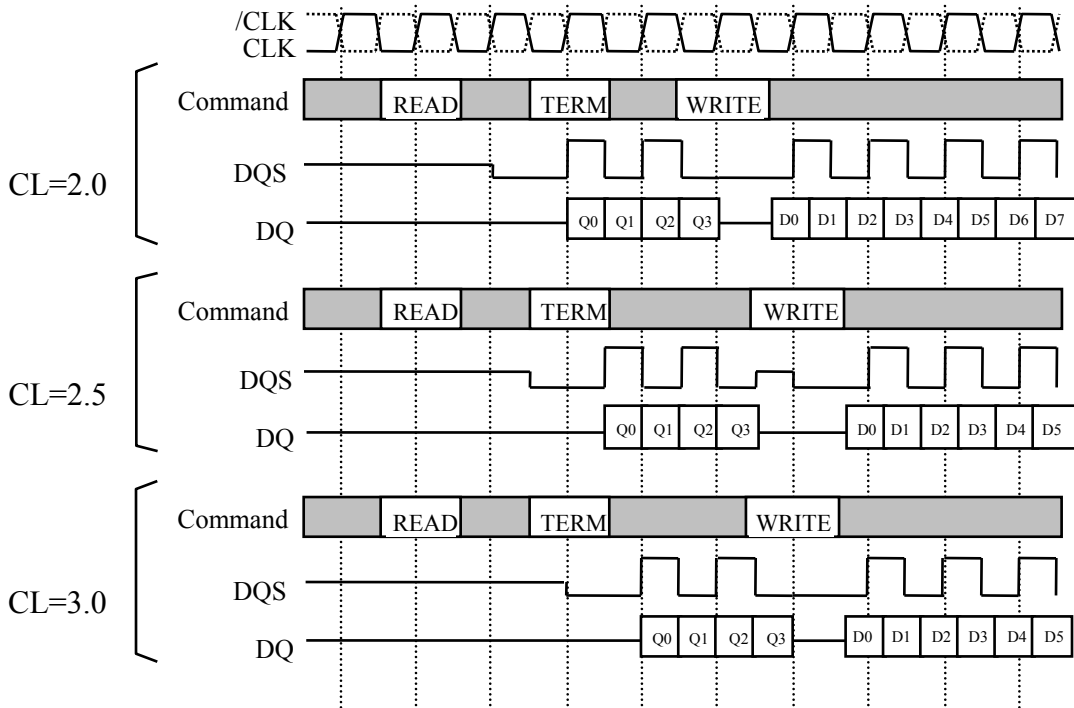 /CLK
CLK
CL=2.0
Command READ TERM WRITE
DQS
DQ Q0 Q1 Q2 Q3 D0 D1 D2 D3 D4 D5 D6 D7
CL=2.5
Command READ TERM WRITE
DQS
DQ Q0 Q1 Q2 Q3 D0 D1 D2 D3 D4 D5
CL=3.0
Command READ TERM WRITE
DQS
DQ Q0 Q1 Q2 Q3 D0 D1 D2 D3 D4 D5